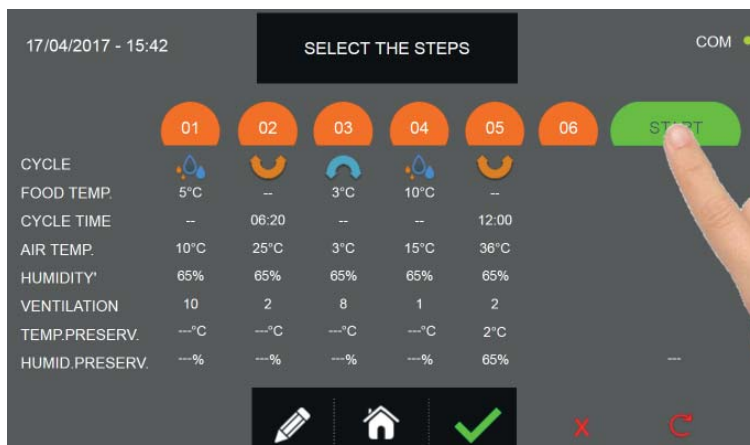 17/04/2017 - 15:42 SELECT THE STEPS COM
01 02 03 04 05 06 START
CYCLE
FOOD TEMP. 5°C -- 3°C 10°C --
CYCLE TIME -- 06:20 -- -- 12:00
AIR TEMP. 10°C 25°C 3°C 15°C 36°C
HUMIDITY' 65% 65% 65% 65% 65%
VENTILATION 10 2 8 1 2
TEMP.PRESERV. ---°C ---°C ---°C ---°C 2°C
HUMID.PRESERV. ---% ---% ---% ---% 65% ---
X